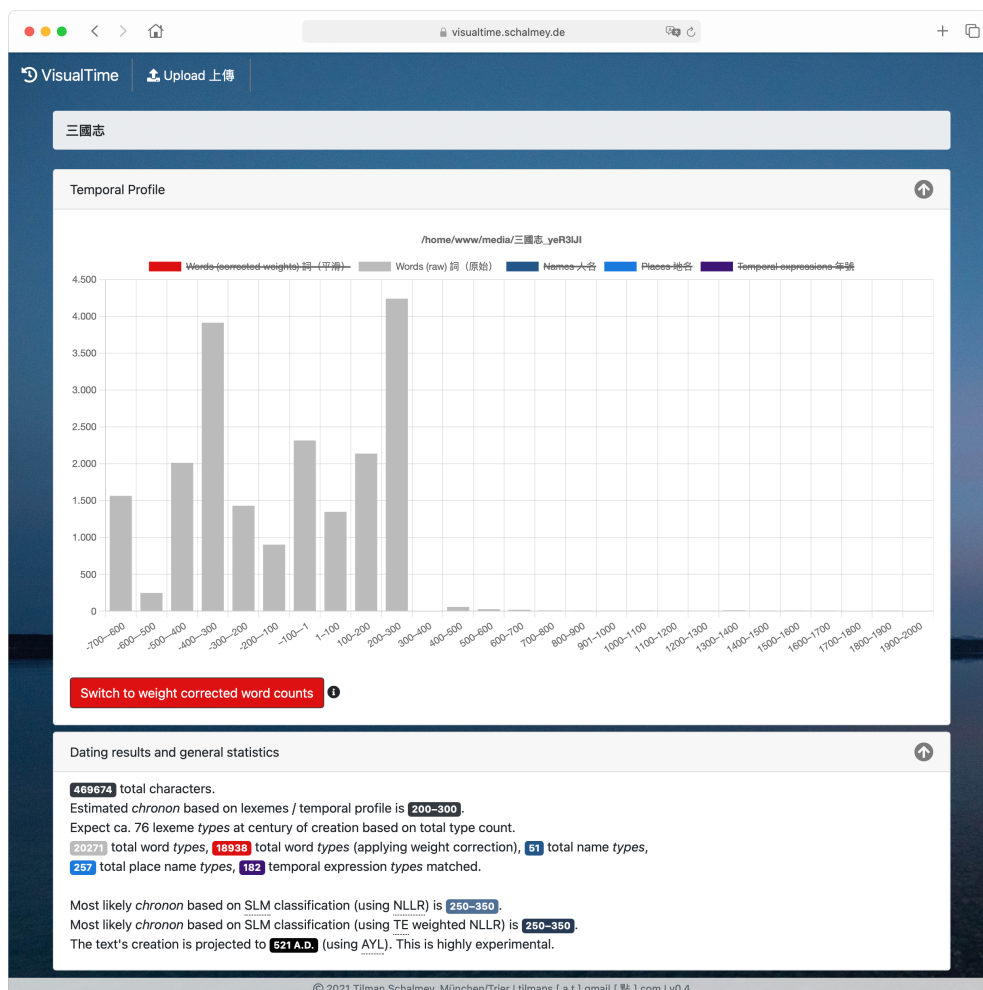 visualtime.schalmey.de
VisualTime
Upload 上傳
三國志
Temporal Profile
/home/www/media/三國志_yeR3lJl
Words (corrected weights) 詞（平滑） Words (raw) 詞（原始） Names 人名 Places 地名 Temporal expressions 年號
4.500
4.000
3.500
3.000
2.500
2.000
1.500
1.000
500
0
-700–-600 -600–-500 -500–-400 -400–-300 -300–-200 -200–-100 -100–-1 1–100 100–200 200–300 300–400 400–500 500–600 600–700 700–800 800–900 901–1000 1000–1100 1100–1200 1200–1300 1300–1400 1400–1500 1500–1600 1600–1700 1700–1800 1800–1900 1900–2000
Switch to weight corrected word counts
Dating results and general statistics
469674 total characters.
Estimated chronon based on lexemes / temporal profile is 200–300.
Expect ca. 76 lexeme types at century of creation based on total type count.
20271 total word types, 18938 total word types (applying weight correction), 51 total name types,
257 total place name types, 182 temporal expression types matched.
Most likely chronon based on SLM classification (using NLLR) is 250–350.
Most likely chronon based on SLM classification (using TE weighted NLLR) is 250–350.
The text's creation is projected to 521 A.D. (using AYL). This is highly experimental.
© 2021 Tilman Schalmey, München/Trier | tilmans [ a t ] gmail [ 點 ] com | v0.4